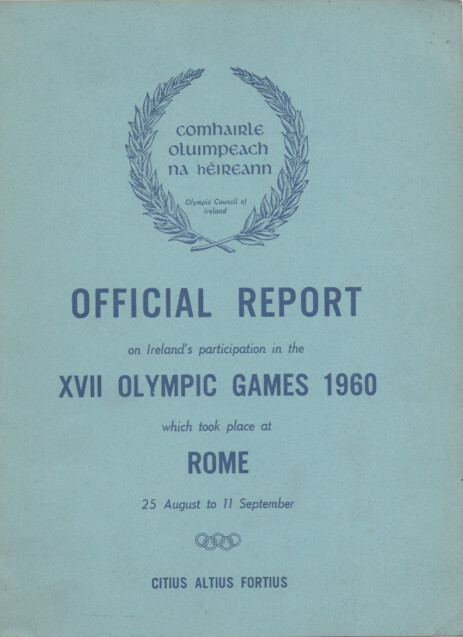 comhairle
oluimpeach
na héireann
Olympic Council of
Ireland
OFFICIAL REPORT
on Ireland's participation in the
XVII OLYMPIC GAMES 1960
which took place at
ROME
25 August to 11 September
CITIUS ALTIUS FORTIUS